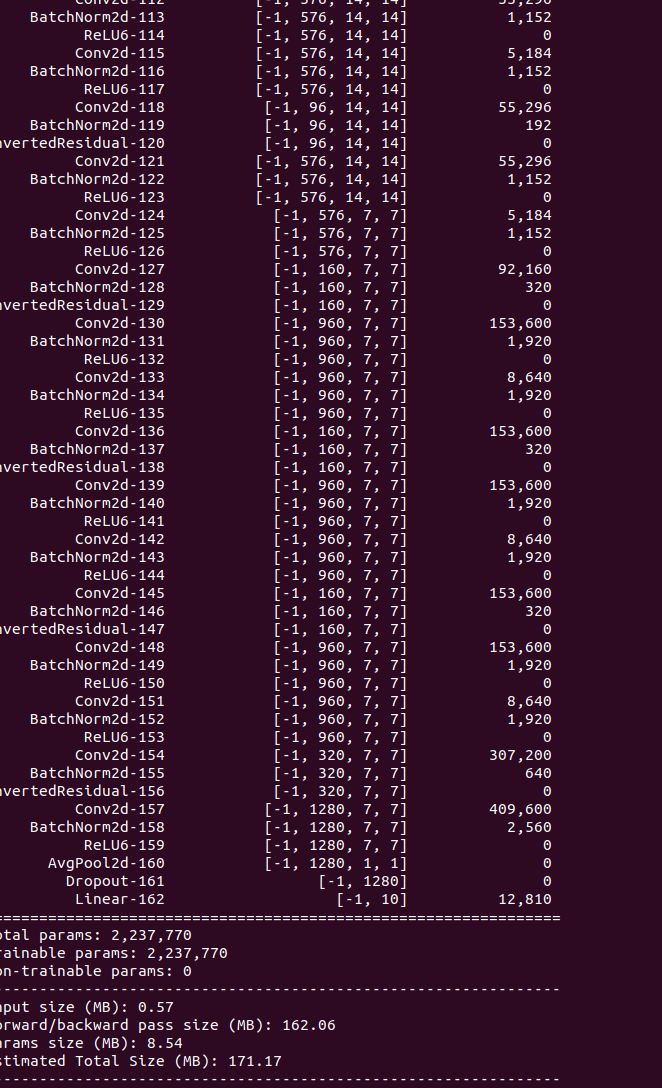 Conv2d-112 [-1, 576, 14, 14] 55,296
BatchNorm2d-113 [-1, 576, 14, 14] 1,152
ReLU6-114 [-1, 576, 14, 14] 0
Conv2d-115 [-1, 576, 14, 14] 5,184
BatchNorm2d-116 [-1, 576, 14, 14] 1,152
ReLU6-117 [-1, 576, 14, 14] 0
Conv2d-118 [-1, 96, 14, 14] 55,296
BatchNorm2d-119 [-1, 96, 14, 14] 192
nvertedResidual-120 [-1, 96, 14, 14] 0
Conv2d-121 [-1, 576, 14, 14] 55,296
BatchNorm2d-122 [-1, 576, 14, 14] 1,152
ReLU6-123 [-1, 576, 14, 14] 0
Conv2d-124 [-1, 576, 7, 7] 5,184
BatchNorm2d-125 [-1, 576, 7, 7] 1,152
ReLU6-126 [-1, 576, 7, 7] 0
Conv2d-127 [-1, 160, 7, 7] 92,160
BatchNorm2d-128 [-1, 160, 7, 7] 320
nvertedResidual-129 [-1, 160, 7, 7] 0
Conv2d-130 [-1, 960, 7, 7] 153,600
BatchNorm2d-131 [-1, 960, 7, 7] 1,920
ReLU6-132 [-1, 960, 7, 7] 0
Conv2d-133 [-1, 960, 7, 7] 8,640
BatchNorm2d-134 [-1, 960, 7, 7] 1,920
ReLU6-135 [-1, 960, 7, 7] 0
Conv2d-136 [-1, 160, 7, 7] 153,600
BatchNorm2d-137 [-1, 160, 7, 7] 320
nvertedResidual-138 [-1, 160, 7, 7] 0
Conv2d-139 [-1, 960, 7, 7] 153,600
BatchNorm2d-140 [-1, 960, 7, 7] 1,920
ReLU6-141 [-1, 960, 7, 7] 0
Conv2d-142 [-1, 960, 7, 7] 8,640
BatchNorm2d-143 [-1, 960, 7, 7] 1,920
ReLU6-144 [-1, 960, 7, 7] 0
Conv2d-145 [-1, 160, 7, 7] 153,600
BatchNorm2d-146 [-1, 160, 7, 7] 320
nvertedResidual-147 [-1, 160, 7, 7] 0
Conv2d-148 [-1, 960, 7, 7] 153,600
BatchNorm2d-149 [-1, 960, 7, 7] 1,920
ReLU6-150 [-1, 960, 7, 7] 0
Conv2d-151 [-1, 960, 7, 7] 8,640
BatchNorm2d-152 [-1, 960, 7, 7] 1,920
ReLU6-153 [-1, 960, 7, 7] 0
Conv2d-154 [-1, 320, 7, 7] 307,200
BatchNorm2d-155 [-1, 320, 7, 7] 640
nvertedResidual-156 [-1, 320, 7, 7] 0
Conv2d-157 [-1, 1280, 7, 7] 409,600
BatchNorm2d-158 [-1, 1280, 7, 7] 2,560
ReLU6-159 [-1, 1280, 7, 7] 0
AvgPool2d-160 [-1, 1280, 1, 1] 0
Dropout-161 [-1, 1280] 0
Linear-162 [-1, 10] 12,810
===============================================================
otal params: 2,237,770
rainable params: 2,237,770
on-trainable params: 0
---------------------------------------------------------------
nput size (MB): 0.57
orward/backward pass size (MB): 162.06
arams size (MB): 8.54
stimated Total Size (MB): 171.17
---------------------------------------------------------------